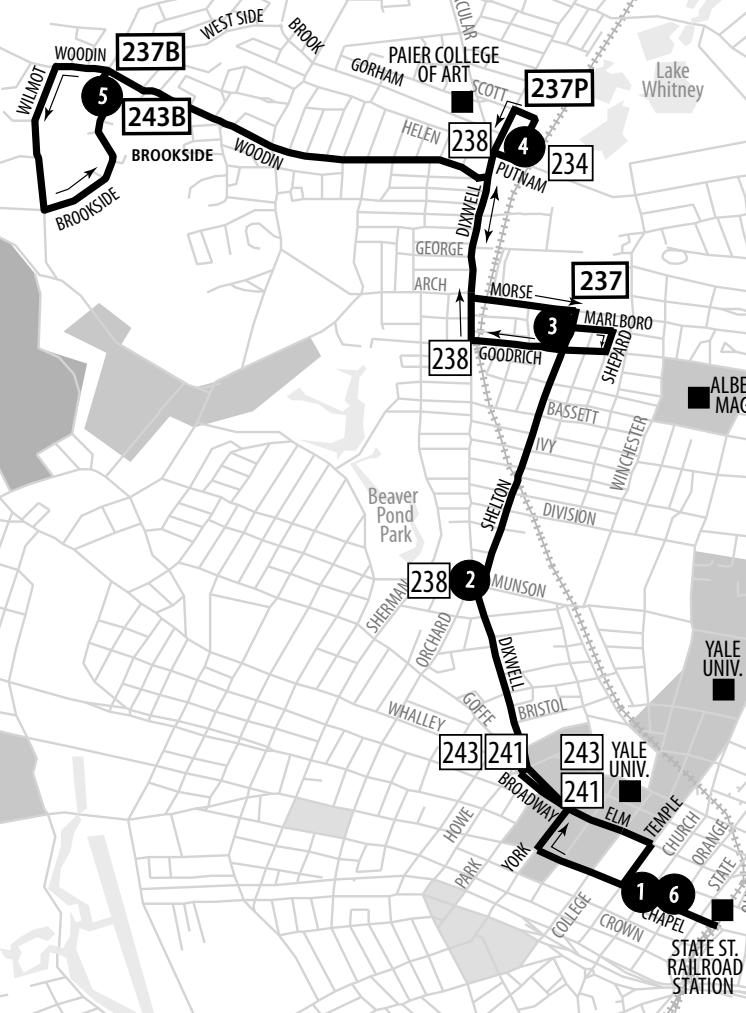 CULAR
WEST SIDE
BROOK
WOODIN
237B
PAIER COLLEGE
OF ART
GORHAM
Lake
Whitney
WILMOT
5
SCOTT
237P
243B
HELEN
238
4
234
BROOKSIDE
WOODIN
PUTNAM
BROOKSIDE
DIXWELL
GEORGE
237
ARCH
MORSE
3
MARLBORO
238
GOODRICH
SHEPARD
ALBE
MAG
BASSETT
WINCHESTER
IVY
Beaver
Pond
Park
SHELTON
DIVISION
238
2
MUNSON
SHERMAN
ORCHARD
DIXWELL
YALE
UNIV.
WHALLEY
GOFFE
BRISTOL
243
241
243
YALE
UNIV.
241
BROADWAY
HOWE
ELM
TEMPLE
CHURCH
ORANGE
YORK
PARK
STATE
1
6
CHAPEL
COLLEGE
CROWN
STATE ST.
RAILROAD
STATION